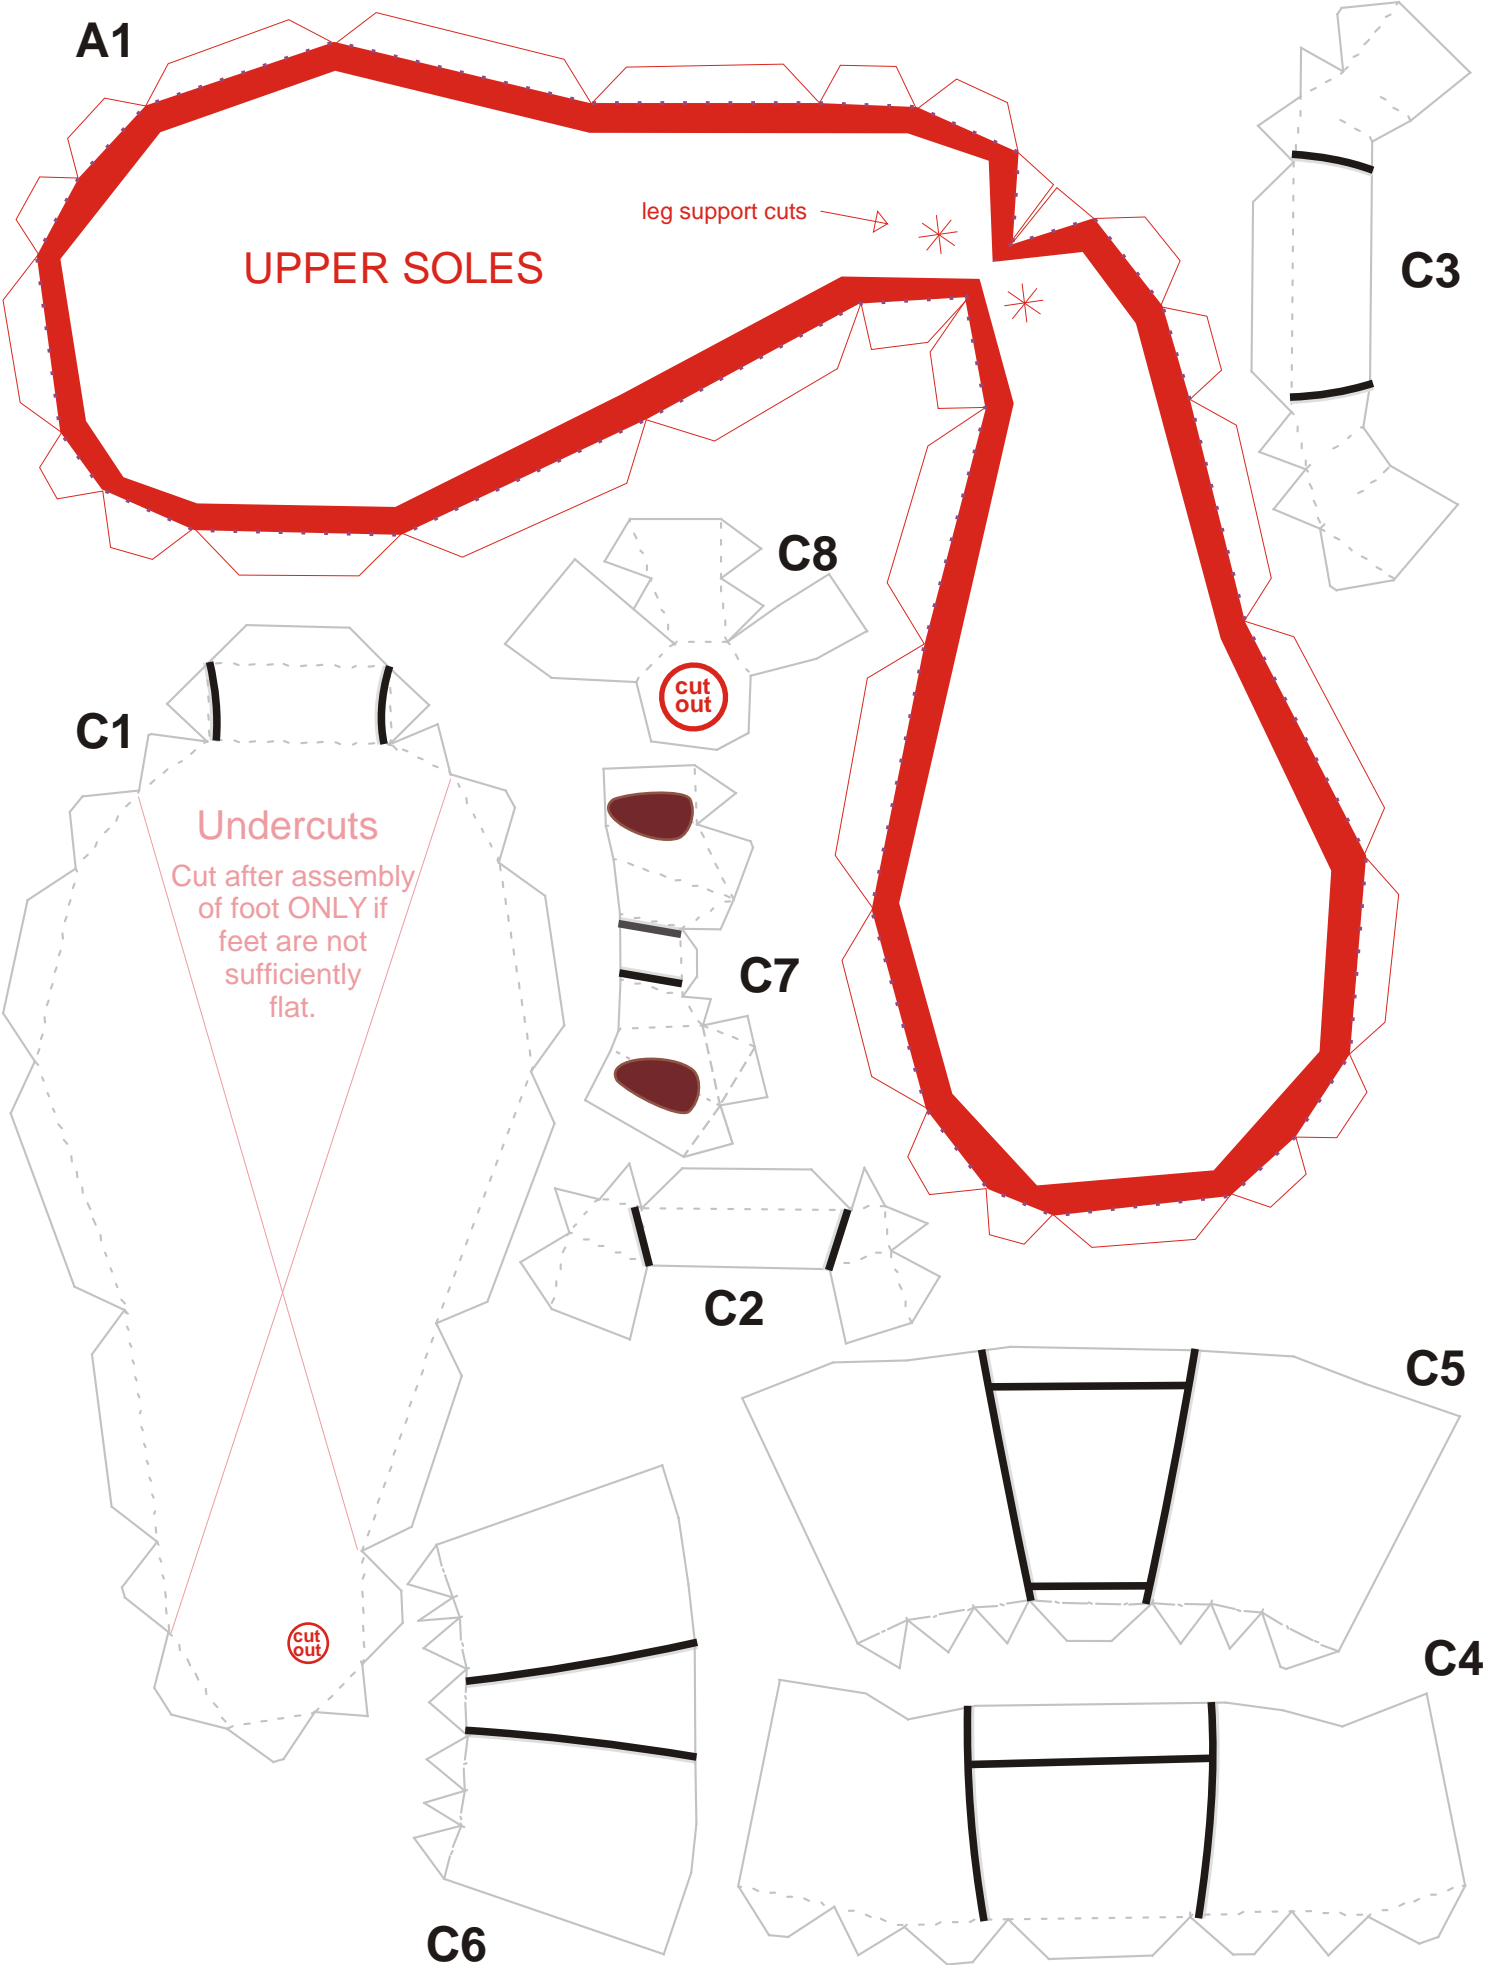 A1
leg support cuts
UPPER SOLES
C3
C8
cut
out
C1
Undercuts
Cut after assembly
of foot ONLY if
feet are not
sufficiently
flat.
C7
C2
C5
cut
out
C4
C6